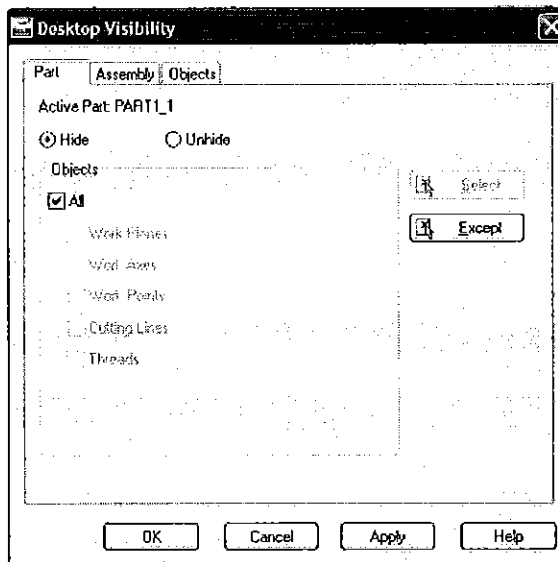 Desktop Visibility
Part Assembly Objects
Active Part: PART1_1
Hide Unhide
Objects
All
Select
Work Planes
Except
Work Axes
Work Points
Cutting Lines
Threads
OK Cancel Apply Help